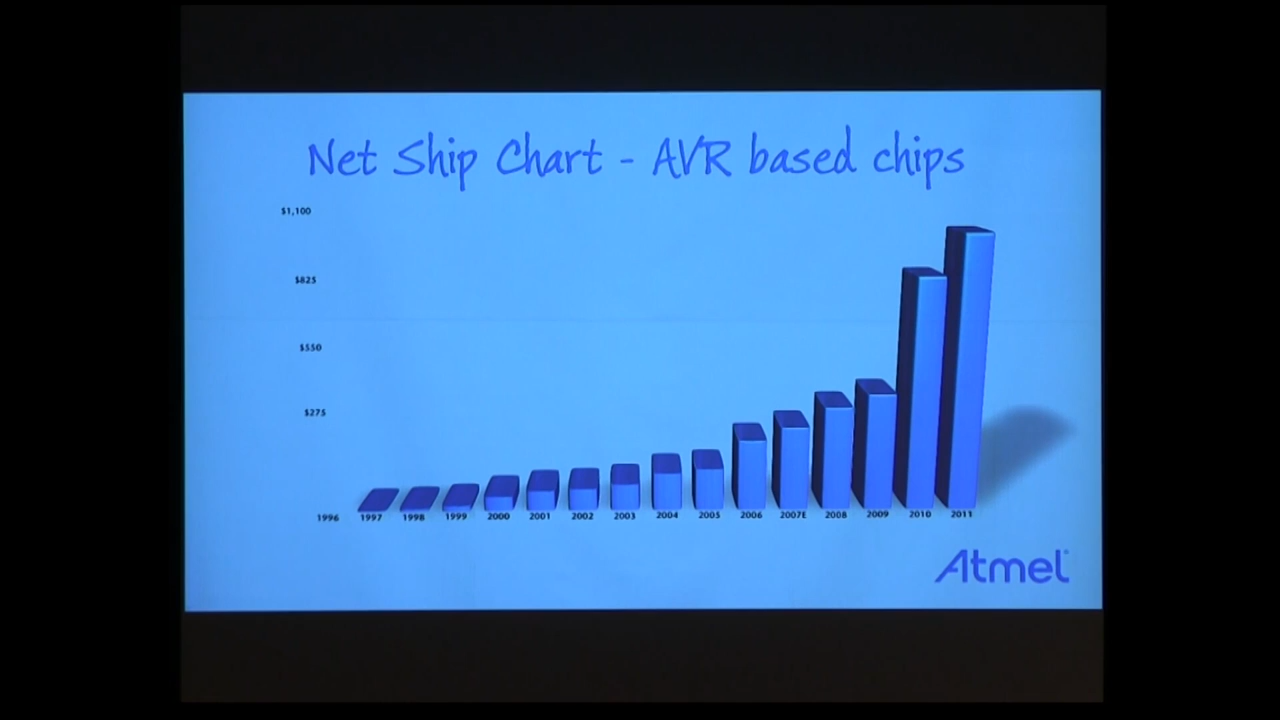 Net Ship Chart - AVR based chips
$1,100
$825
$550
$275
1996 1997 1998 1999 2000 2001 2002 2003 2004 2005 2006 2007E 2008 2009 2010 2011
Atmel